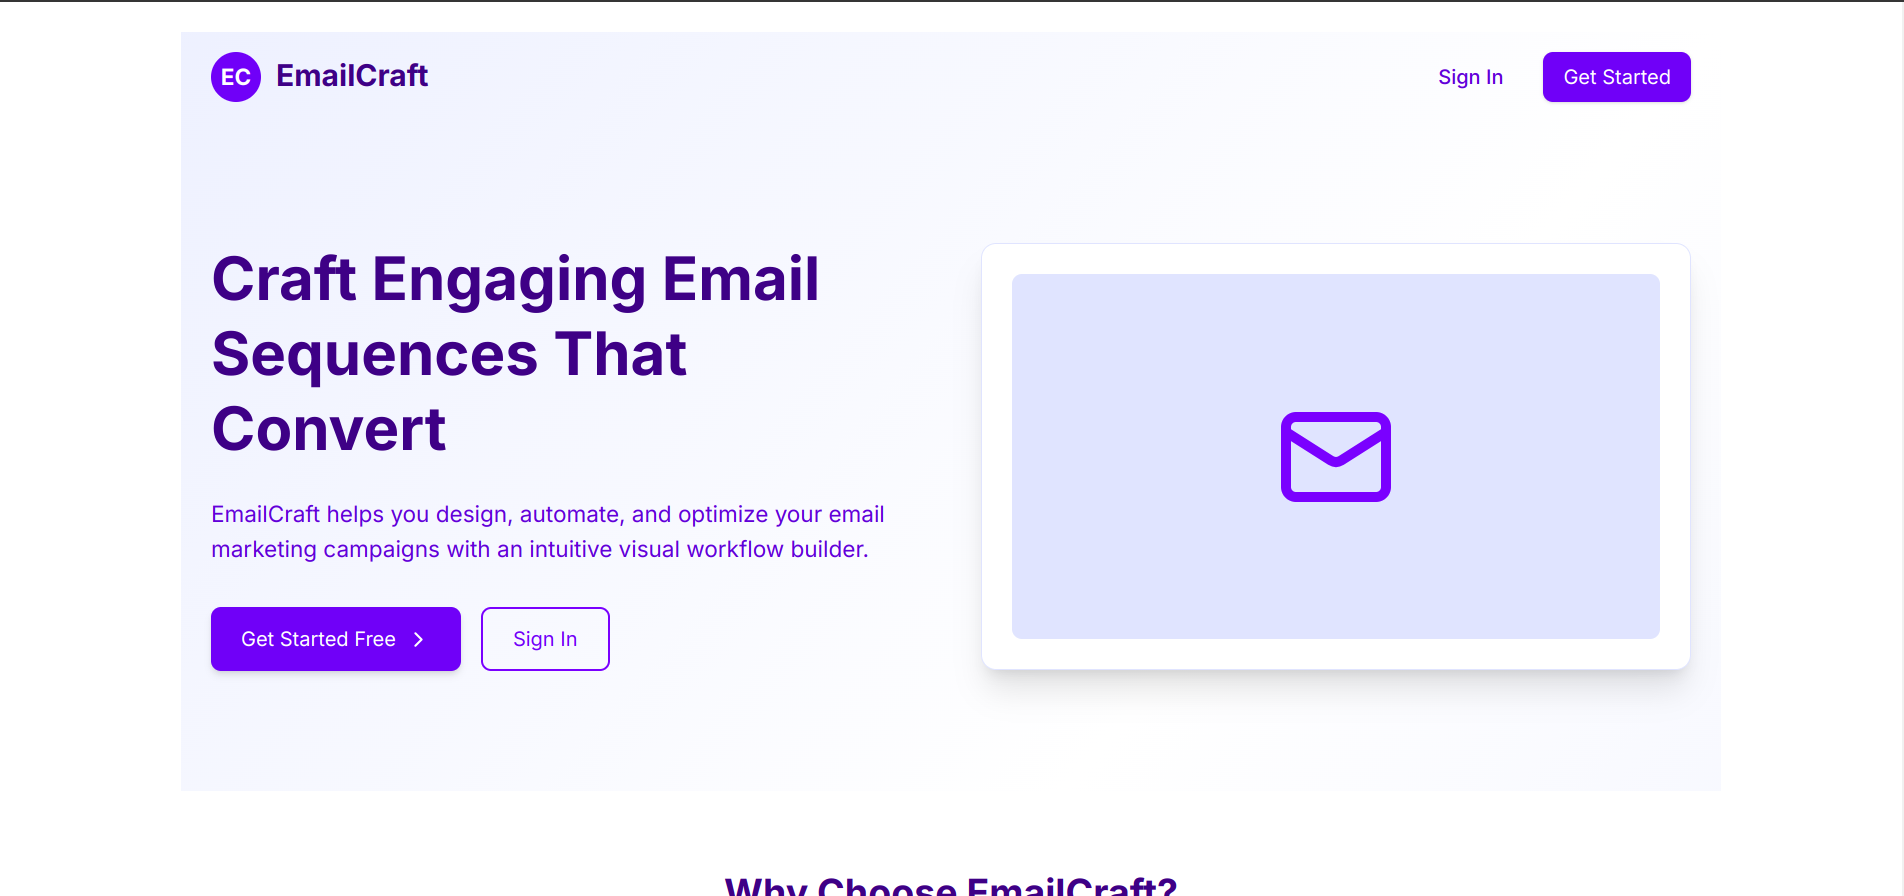 EC EmailCraft
Sign In
Get Started
Craft Engaging Email
Sequences That
Convert
EmailCraft helps you design, automate, and optimize your email
marketing campaigns with an intuitive visual workflow builder.
Get Started Free
Sign In
Why Choose EmailCraft?